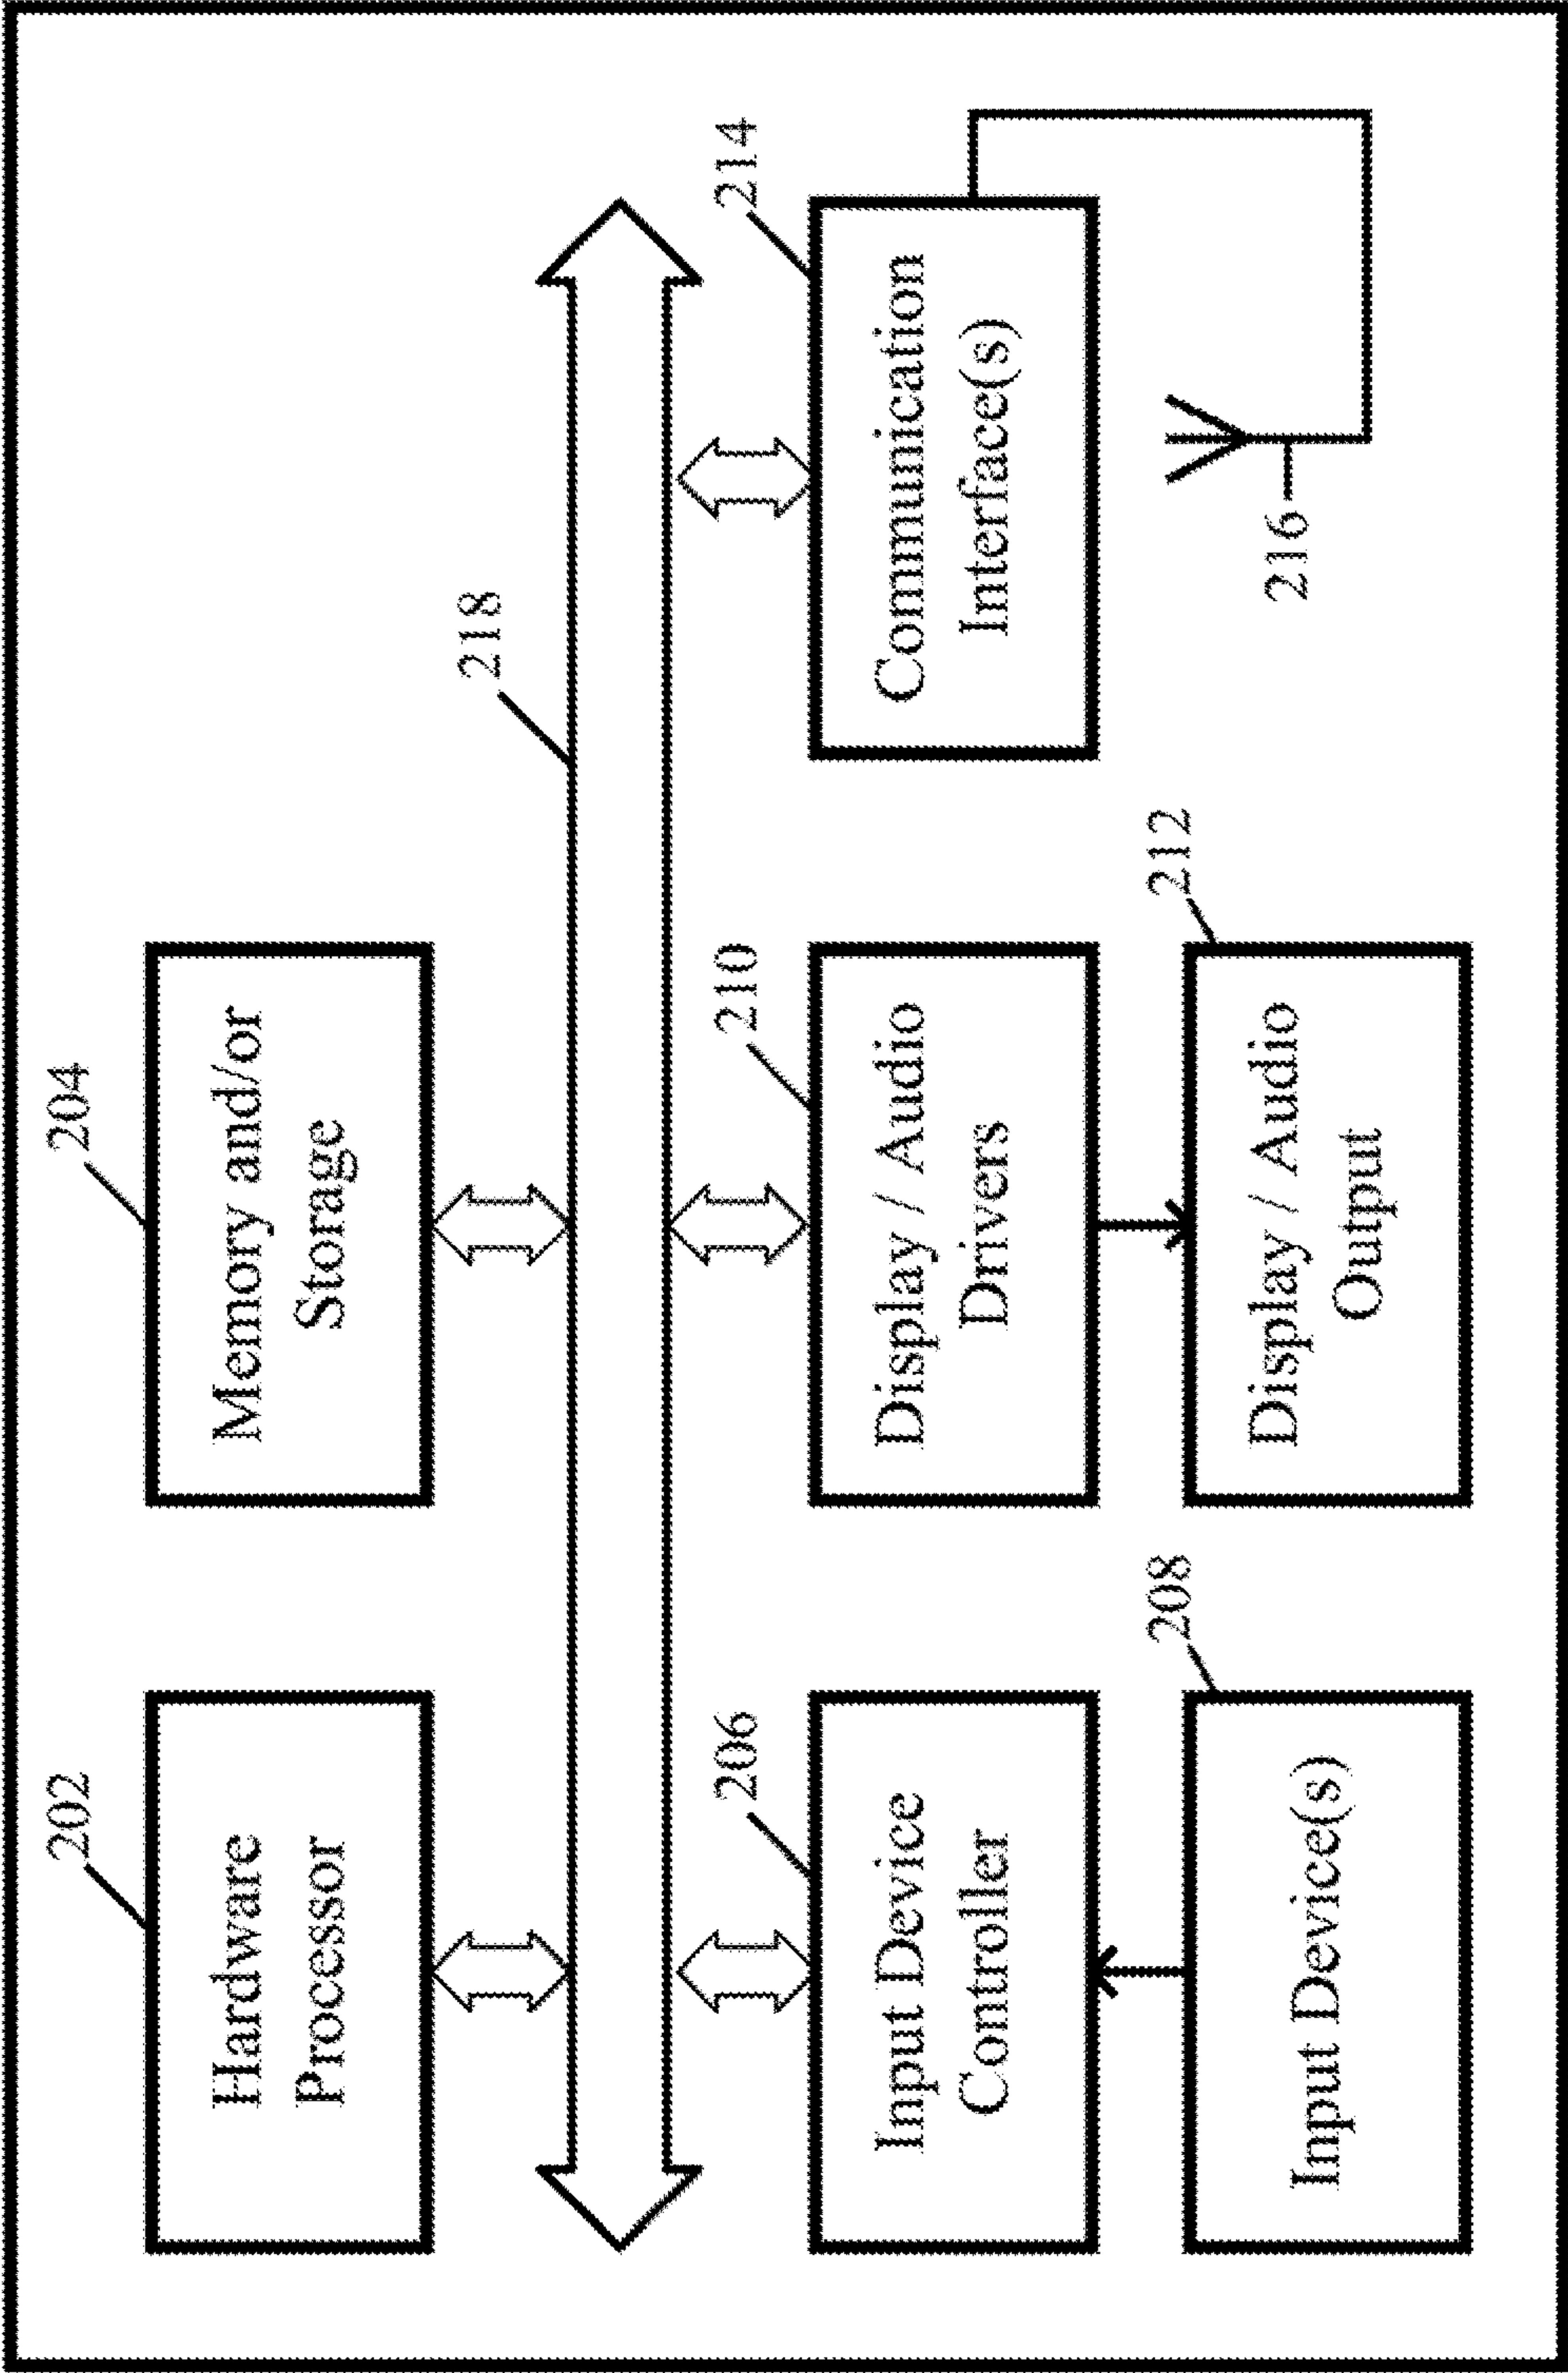 202
Hardware
Processor
204
Memory and/or
Storage
218
206
Input Device
Controller
210
Display / Audio
Drivers
214
Communication
Interface(s)
208
Input Device(s)
212
Display / Audio
Output
216